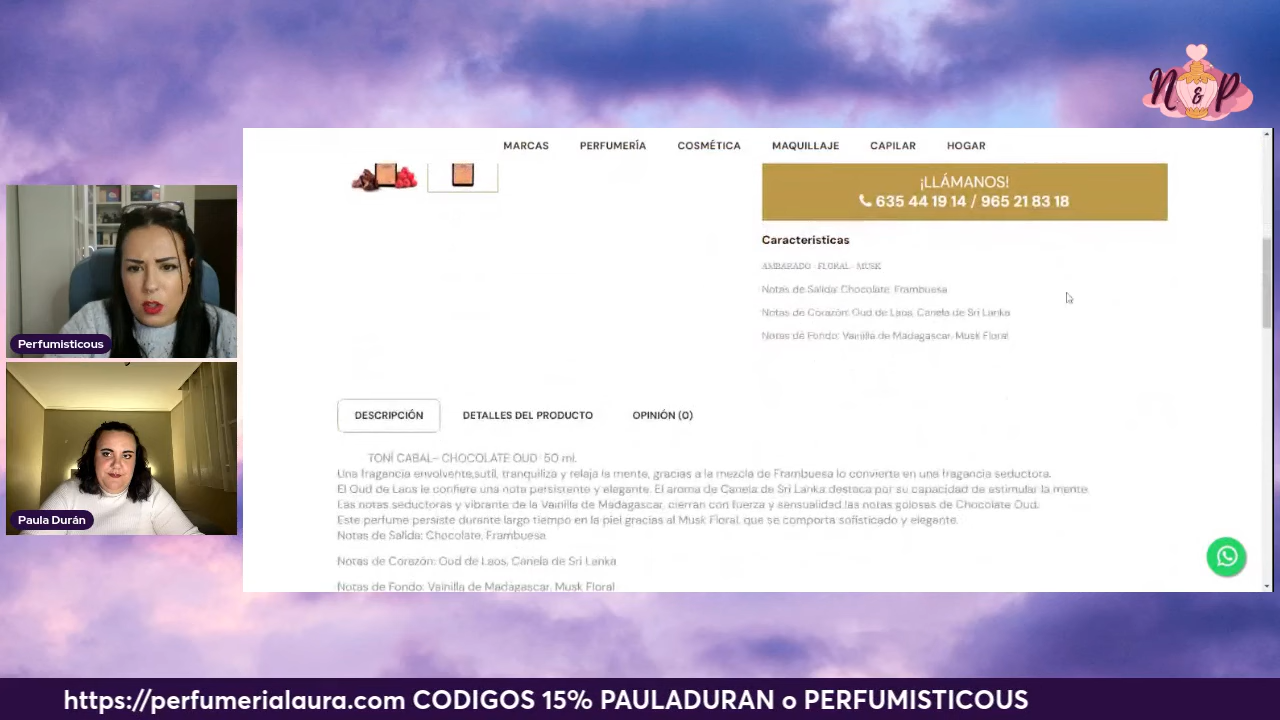 N & P
MARCAS PERFUMERÍA COSMÉTICA MAQUILLAJE CAPILAR HOGAR
¡LLÁMANOS!
635 44 19 14 / 965 21 83 18
Características
AMBARADO - FLORAL - MUSK
Notas de Salida: Chocolate, Frambuesa
Notas de Corazón: Oud de Laos, Canela de Sri Lanka
Notas de Fondo: Vainilla de Madagascar, Musk Floral
DESCRIPCIÓN DETALLES DEL PRODUCTO OPINIÓN (0)
TONI CABAL– CHOCOLATE OUD 50 ml.
Una fragancia envolvente,sutil, tranquiliza y relaja la mente, gracias a la mezcla de Frambuesa lo convierte en una fragancia seductora.
El Oud de Laos le confiere una nota persistente y elegante. El aroma de Canela de Sri Lanka destaca por su capacidad de estimular la mente.
Las notas seductoras y vibrante de la Vainilla de Madagascar, cierran con fuerza y sensualidad las notas golosas de Chocolate Oud.
Este perfume persiste durante largo tiempo en la piel gracias al Musk Floral, que se comporta sofisticado y elegante.
Notas de Salida: Chocolate, Frambuesa
Notas de Corazón: Oud de Laos, Canela de Sri Lanka
Notas de Fondo: Vainilla de Madagascar, Musk Floral
Perfumisticous
Paula Durán
https://perfumerialaura.com CODIGOS 15% PAULADURAN o PERFUMISTICOUS